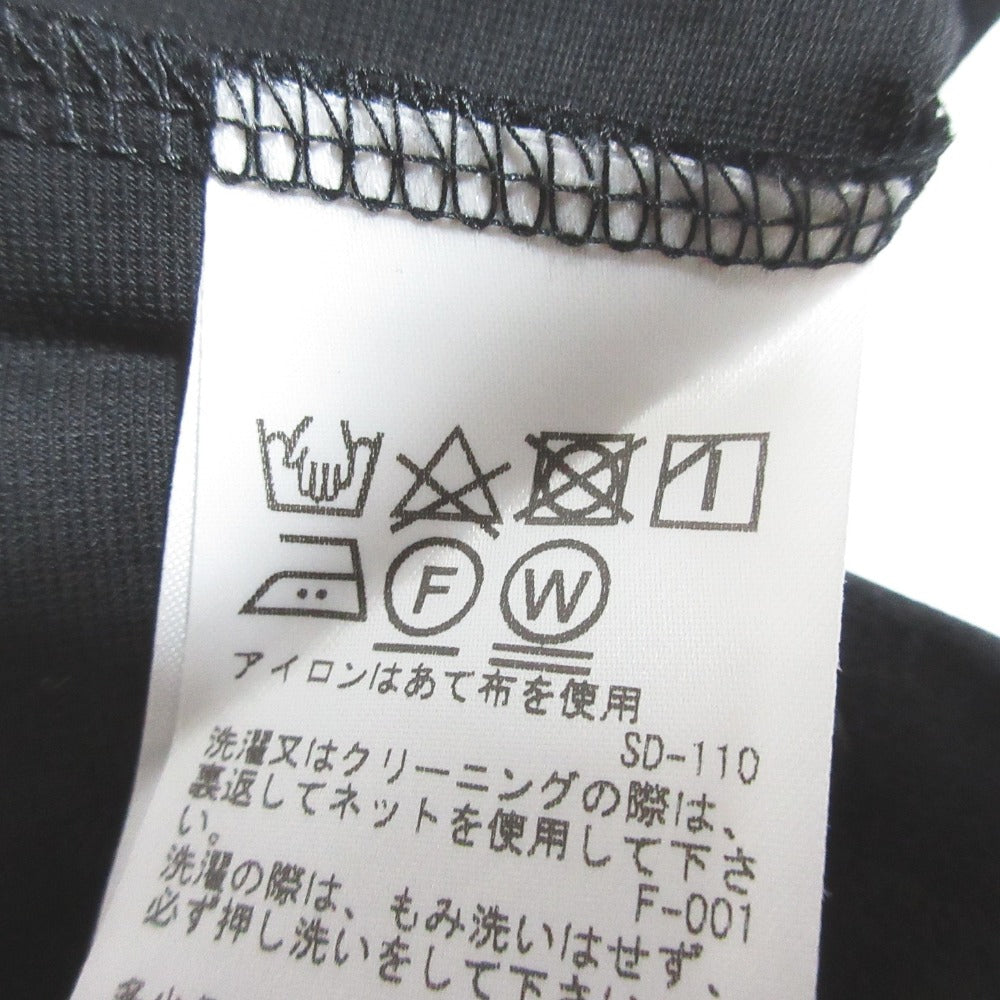 F W
アイロンはあて布を使用
SD-110
洗濯又はクリーニングの際は、
裏返してネットを使用して下さ
い。
F-001
洗濯の際は、もみ洗いはせず、
必ず押し洗いをして下さい